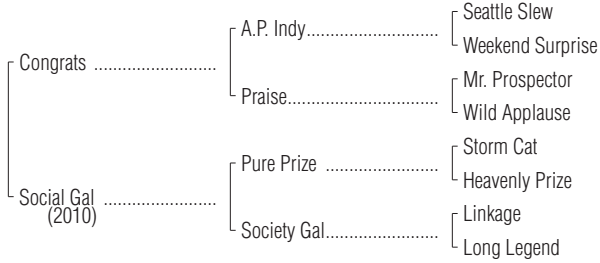 Seattle Slew
A.P. Indy
Weekend Surprise
Congrats
Mr. Prospector
Praise
Wild Applause
Storm Cat
Pure Prize
Heavenly Prize
Social Gal
(2010)
Linkage
Society Gal
Long Legend